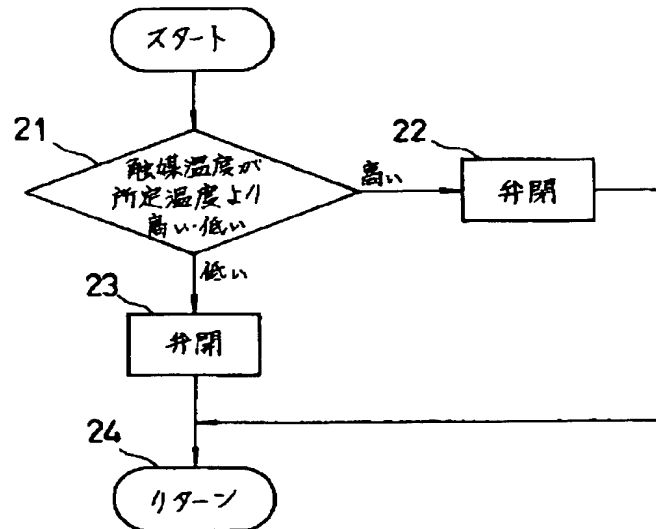 スタート
21
触媒温度が
所定温度より
高い・低い
高い
22
弁閉
低い
23
弁開
24
リターン